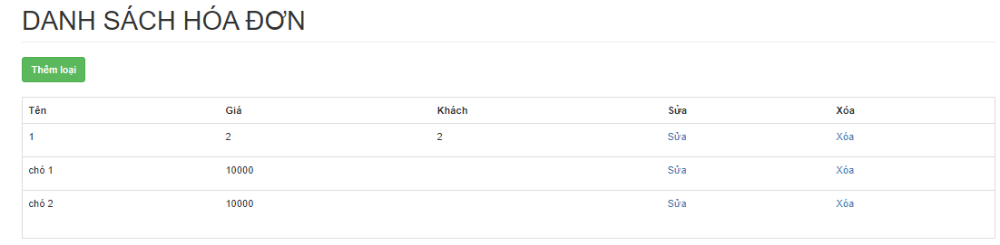 DANH SÁCH HÓA ĐƠN
Thêm loại
Tên Giá Khách Sửa Xóa
1 2 2 Sửa Xóa
chó 1 10000 Sửa Xóa
chó 2 10000 Sửa Xóa